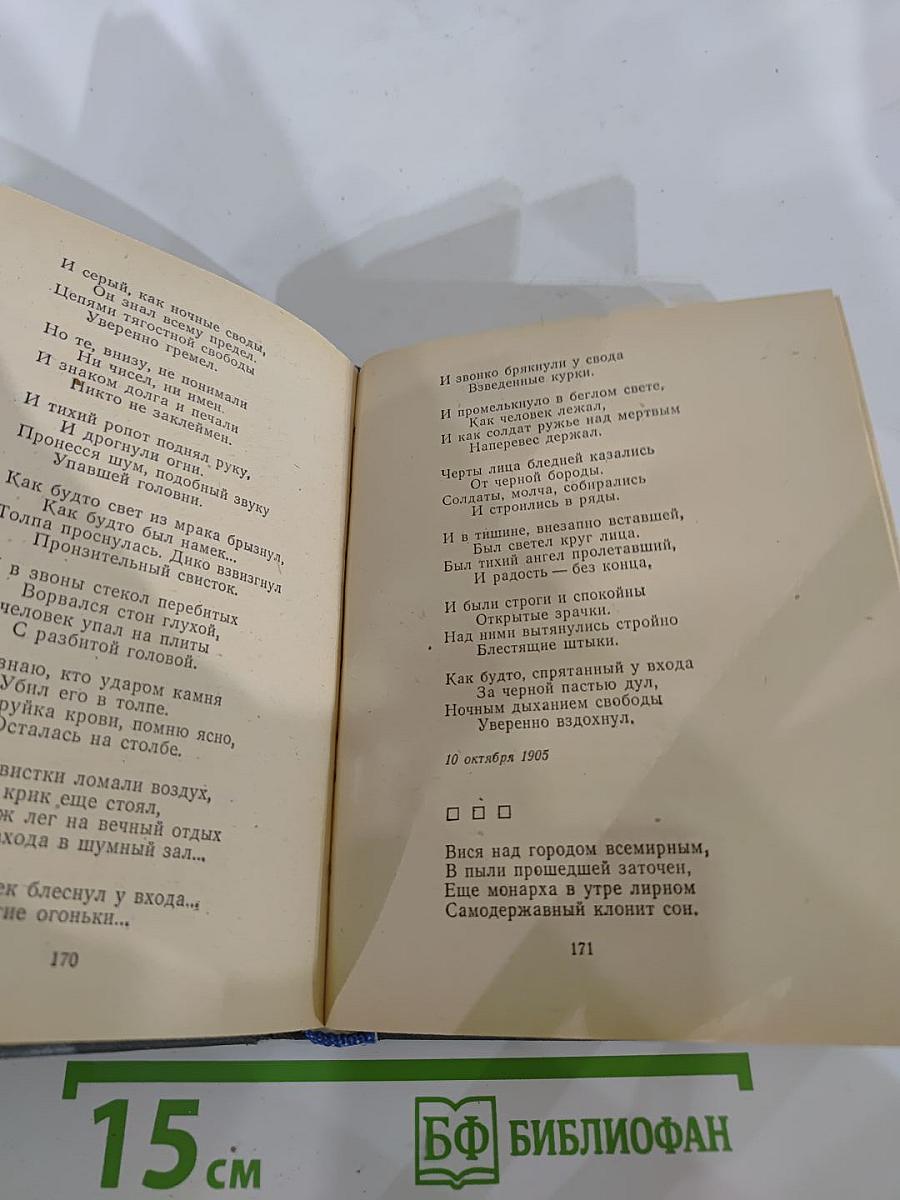 И серый, как ночные своды,
Он знал всему предел.
Цепями тягостной свободы
Уверенно гремел.
Но те, внизу, не понимали
Ни чисел, ни имен.
И знаком долга и печали
Никто не заклеймен.
И тихий ропот поднял руку,
И дрогнули огни.
Пронесся шум, подобный звуку
Упавшей головни.
Как будто свет из мрака брызнул,
Как будто был намек...
Толпа проснулась. Дико взвизгнул
Пронзительный свисток.
в звоны стекол перебитых
Ворвался стон глухой,
человек упал на плиты
С разбитой головой.
знаю, кто ударом камня
Убил его в толпе.
руйка крови, помню ясно,
Осталась на столбе.
вистки ломали воздух,
крик еще стоял,
ж лег на вечный отдых
входа в шумный зал...
ек блеснул у входа...
гие огоньки...
170
И звонко брякнули у свода
Взведенные курки.
И промелькнуло в беглом свете,
Как человек лежал,
И как солдат ружье над мертвым
Наперевес держал.
Черты лица бледней казались
От черной бороды.
Солдаты, молча, собирались
И строились в ряды.
И в тишине, внезапно вставшей,
Был светел круг лица.
Был тихий ангел пролетавший,
И радость — без конца,
И были строги и спокойны
Открытые зрачки.
Над ними вытянулись стройно
Блестящие штыки.
Как будто, спрятанный у входа
За черной пастью дул,
Ночным дыханием свободы
Уверенно вздохнул.
10 октября 1905
Вися над городом всемирным,
В пыли прошедшей заточен,
Еще монарха в утре лирном
Самодержавный клонит сон.
171
15 см
БФ БИБЛИОФАН